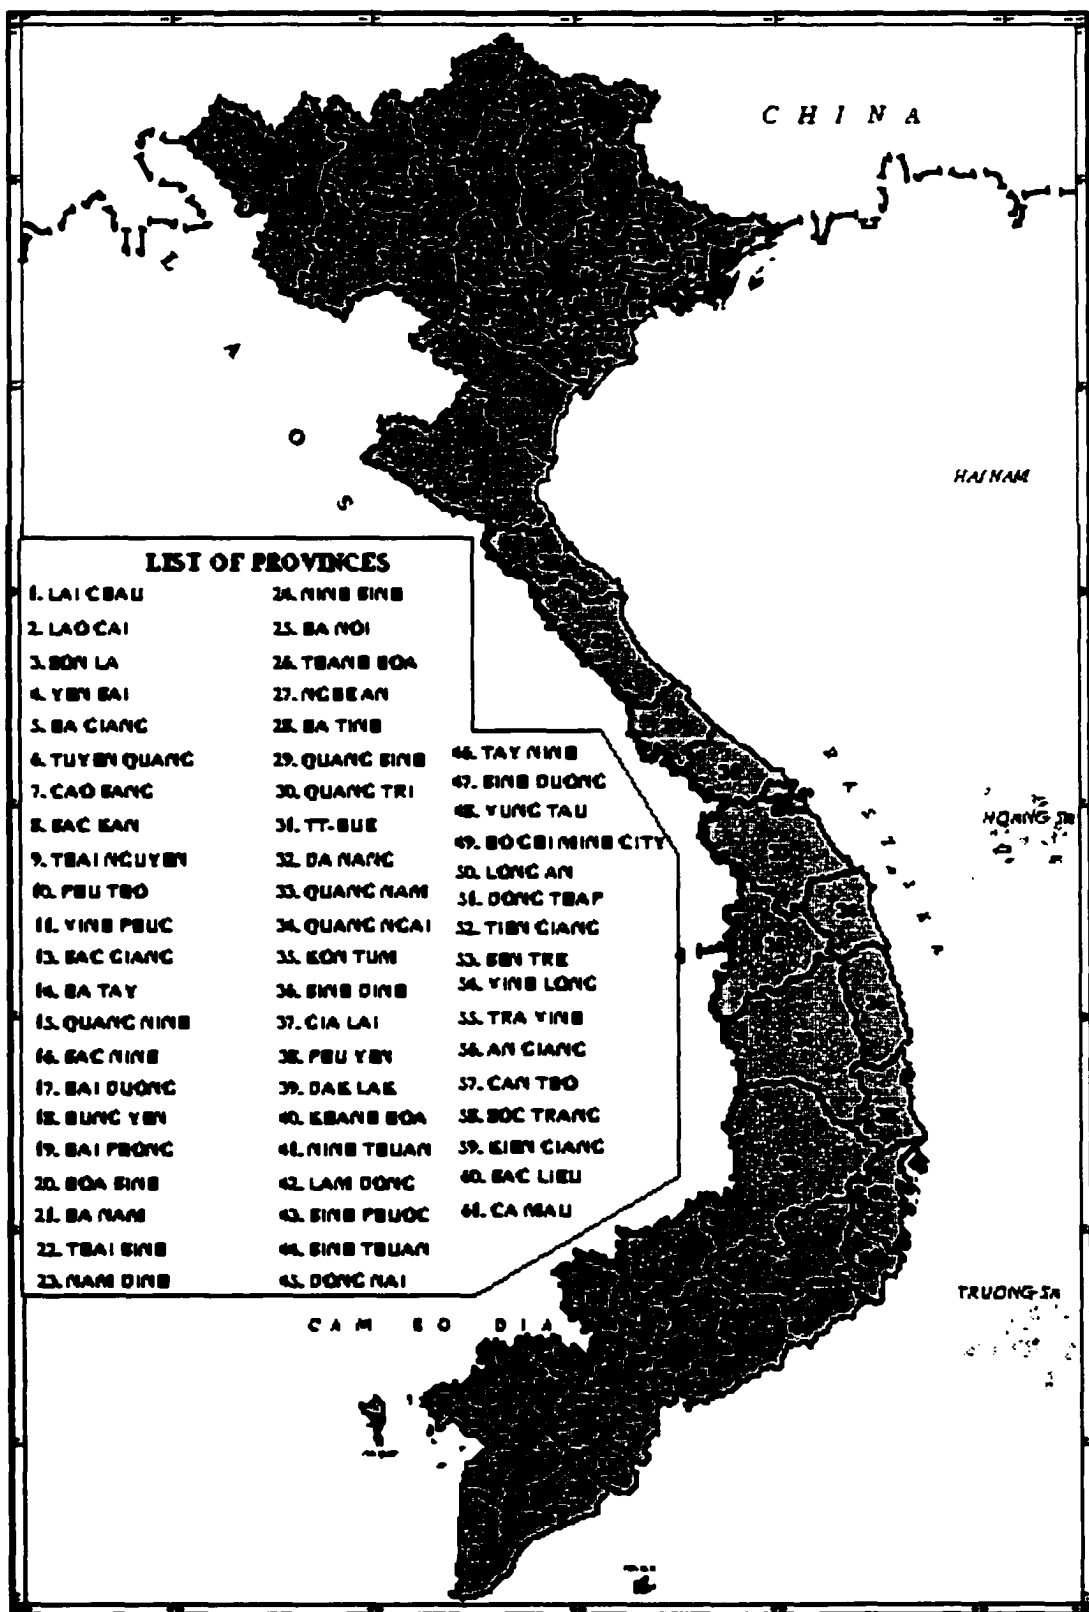 CHINA
LAOS
HAI NAM
LIST OF PROVINCES
1. LAI CHAU
2. LAO CAI
3. SON LA
4. YEN BAI
5. HA GIANG
6. TUYEN QUANG
7. CAO BANG
8. BAC KAN
9. THAI NGUYEN
10. PHU THO
11. VINH PHUC
13. BAC GIANG
14. HA TAY
15. QUANG NINH
16. BAC NINH
17. HAI DUONG
18. HUNG YEN
19. HAI PHONG
20. HOA BINH
21. HA NAM
22. THAI BINH
23. NAM DINH
24. NINH BINH
25. HA NOI
26. THANH HOA
27. NGHE AN
28. HA TINH
29. QUANG BINH
30. QUANG TRI
31. TT-HUE
32. DA NANG
33. QUANG NAM
34. QUANG NGAI
35. KON TUM
36. BINH DINH
37. GIA LAI
38. PHU YEN
39. DAK LAK
40. KHANH HOA
41. NINH THUAN
42. LAM DONG
43. BINH PHUOC
44. BINH THUAN
45. DONG NAI
46. TAY NINH
47. BINH DUONG
48. VUNG TAU
49. HO CHI MINH CITY
50. LONG AN
51. DONG THAP
52. TIEN GIANG
53. BEN TRE
54. VINH LONG
55. TRA VINH
56. AN GIANG
57. CAN THO
58. SOC TRANG
59. KIEN GIANG
60. BAC LIEU
61. CA MAU
EAST SEA
HOANG SA
TRUONG SA
CAM BO DIA